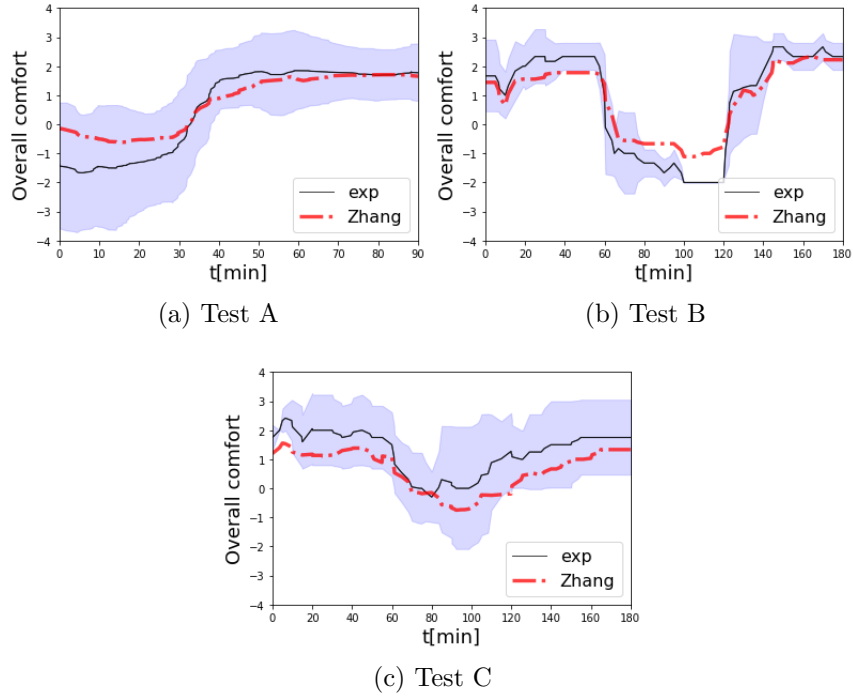 4
3
2
1
0
−1
−2
−3
−4
Overall comfort
exp
Zhang
0 10 20 30 40 50 60 70 80 90
t[min]
(a) Test A
4
3
2
1
0
−1
−2
−3
−4
Overall comfort
exp
Zhang
0 20 40 60 80 100 120 140 160 180
t[min]
(b) Test B
4
3
2
1
0
−1
−2
−3
−4
Overall comfort
exp
Zhang
0 20 40 60 80 100 120 140 160 180
t[min]
(c) Test C